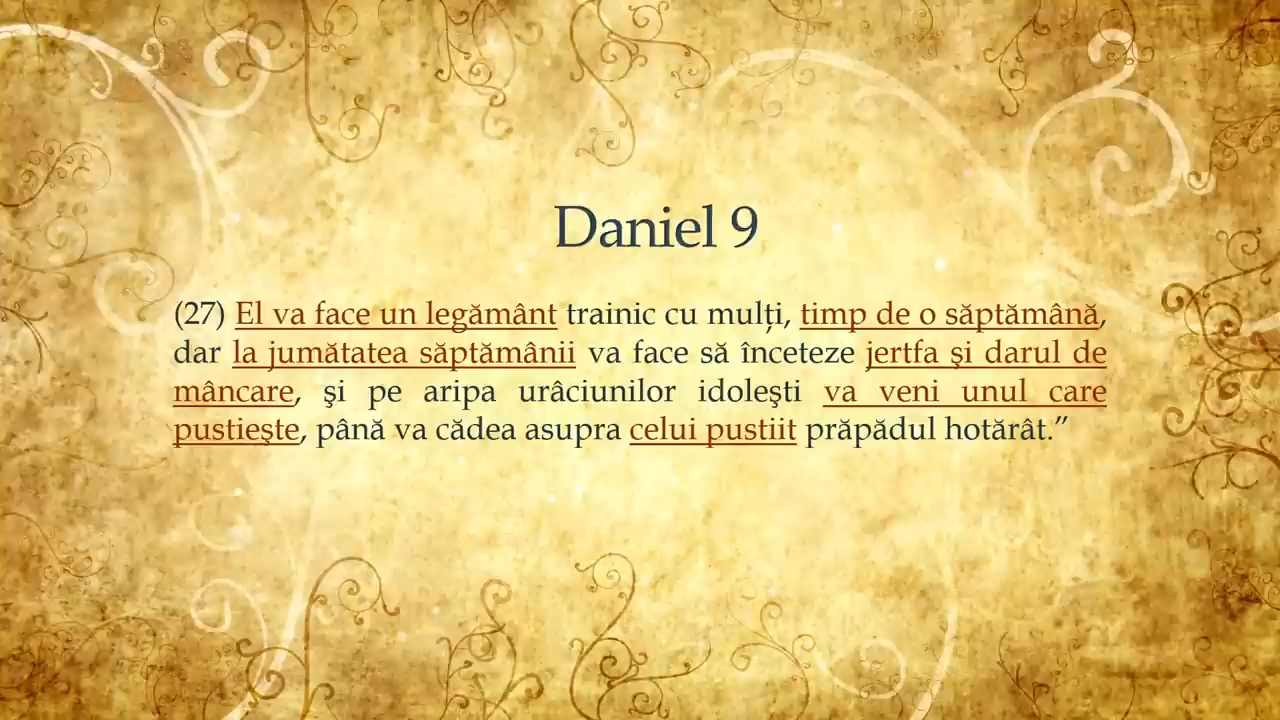 Daniel 9
(27) El va face un legământ trainic cu mulți, timp de o săptămână,
dar la jumătatea săptămânii va face să înceteze jertfa şi darul de
mâncare, şi pe aripa urâciunilor idoleşti va veni unul care
pustieşte, până va cădea asupra celui pustiit prăpădul hotărât.”